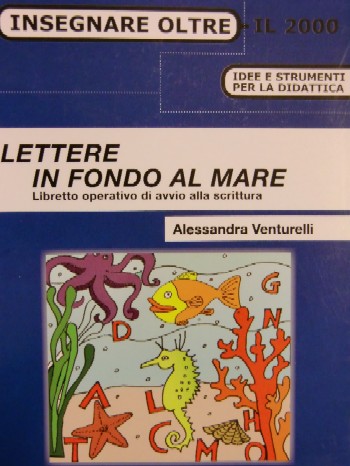 INSEGNARE OLTRE IL 2000
IDEE E STRUMENTI
PER LA DIDATTICA
LETTERE
IN FONDO AL MARE
Libretto operativo di avvio alla scrittura
Alessandra Venturelli
G
D
N
A
L
H
T
C
M
O